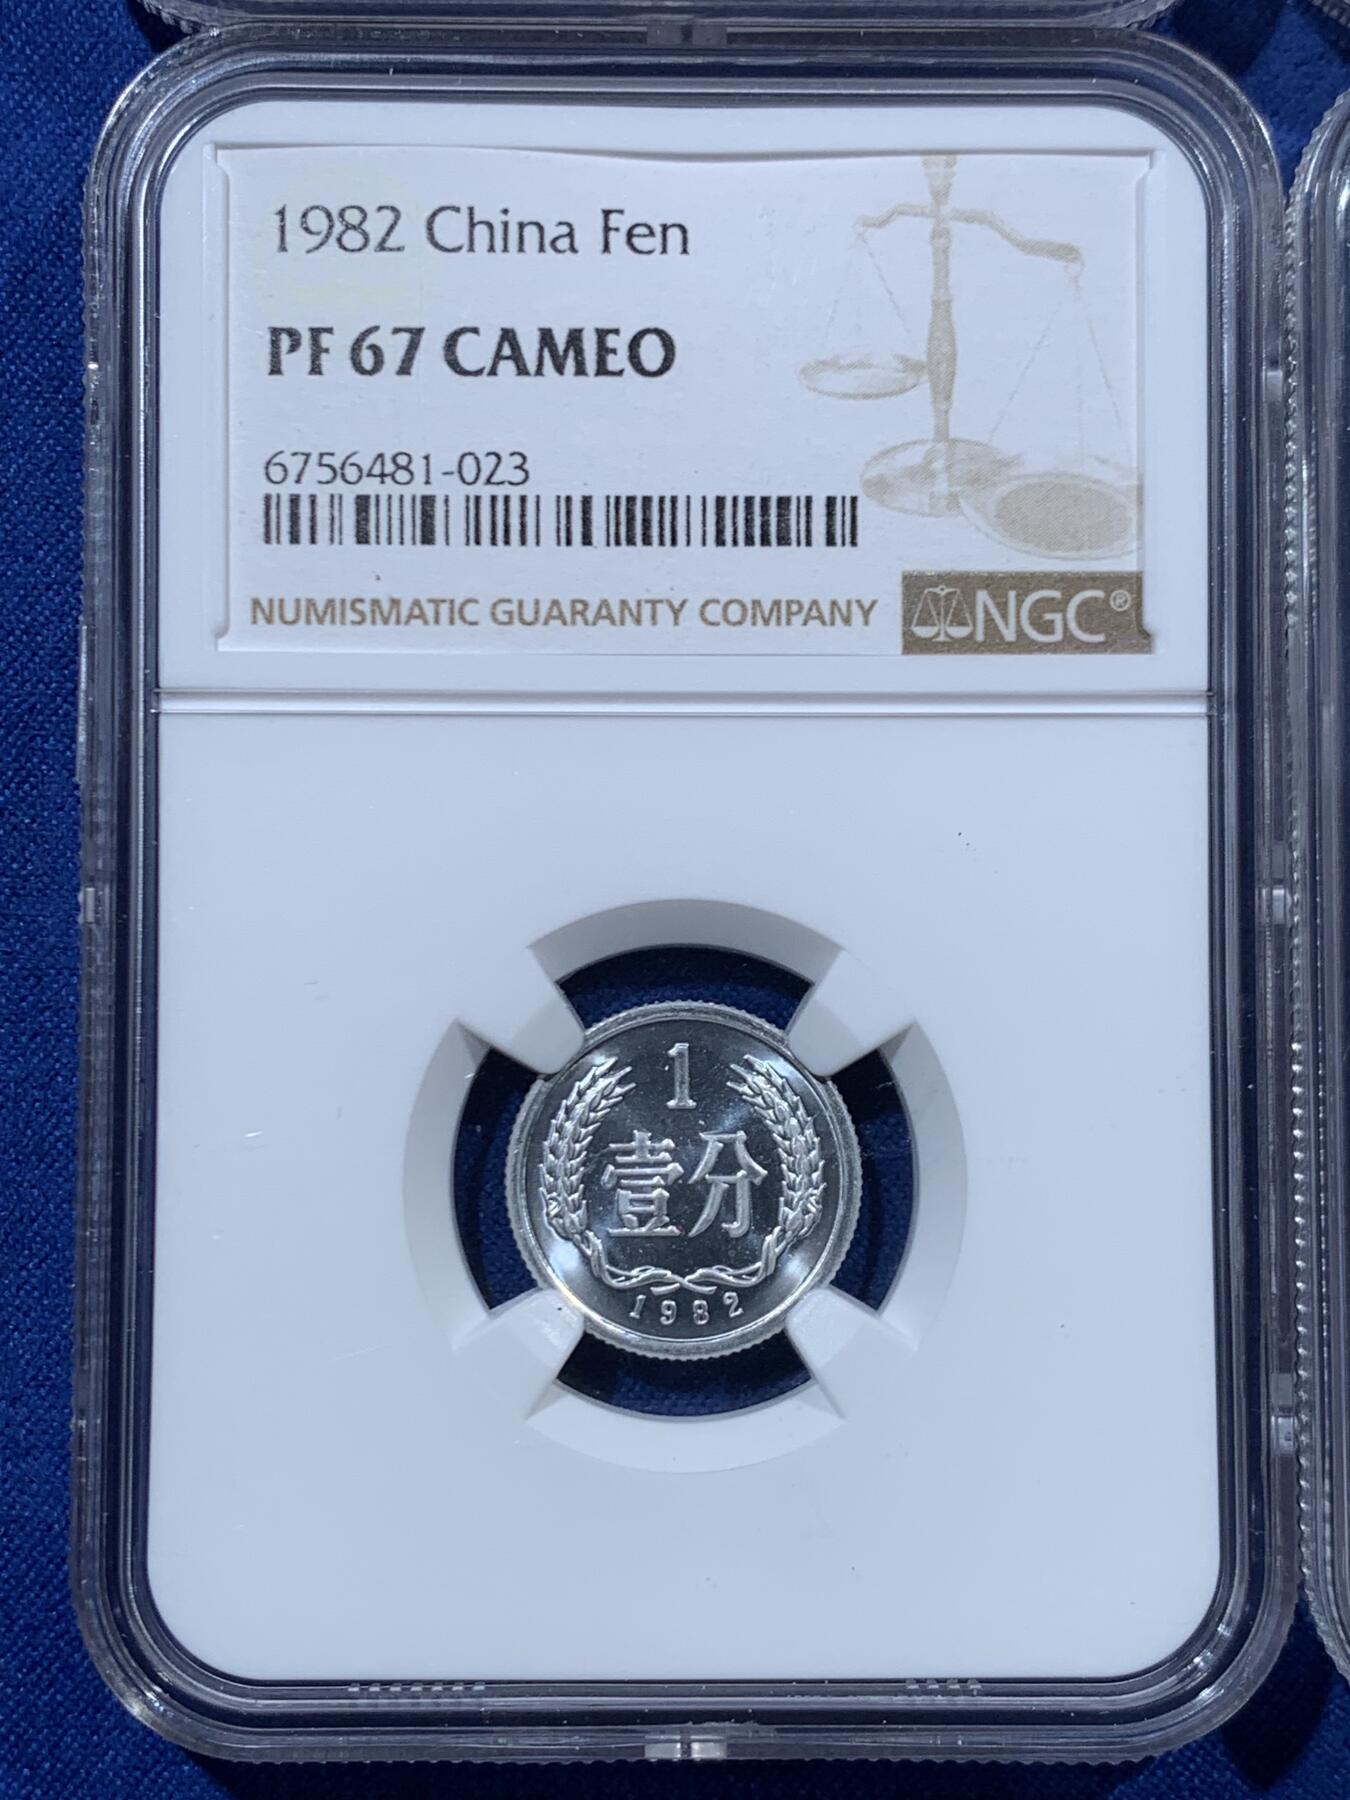 1982 China Fen
PF 67 CAMEO
6756481-023
NUMISMATIC GUARANTY COMPANY NGC®
1
壹分
1982